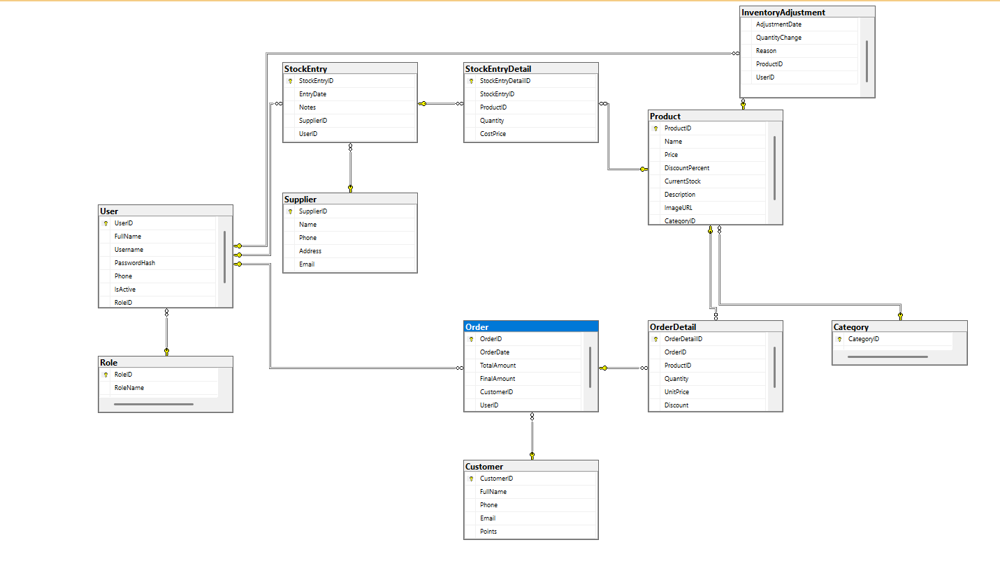 InventoryAdjustment
AdjustmentDate
QuantityChange
Reason
ProductID
UserID
StockEntry
StockEntryID
EntryDate
Notes
SupplierID
UserID
StockEntryDetail
StockEntryDetailID
StockEntryID
ProductID
Quantity
CostPrice
Product
ProductID
Name
Price
DiscountPercent
CurrentStock
Description
ImageURL
CategoryID
Supplier
SupplierID
Name
Phone
Address
Email
User
UserID
FullName
Username
PasswordHash
Phone
IsActive
RoleID
Role
RoleID
RoleName
Order
OrderID
OrderDate
TotalAmount
FinalAmount
CustomerID
UserID
OrderDetail
OrderDetailID
OrderID
ProductID
Quantity
UnitPrice
Discount
Category
CategoryID
Customer
CustomerID
FullName
Phone
Email
Points